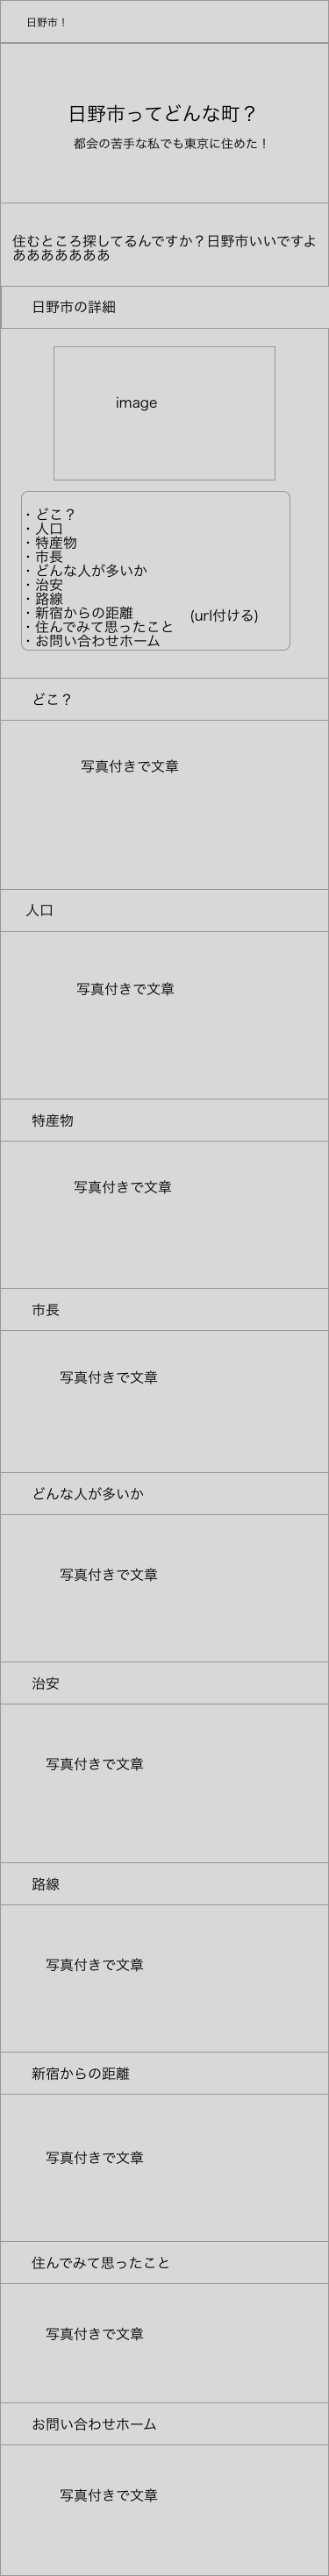 日野市！
日野市ってどんな町？
都会の苦手な私でも東京に住めた！
住むところ探してるんですか？日野市いいですよ
あああああああ
日野市の詳細
image
・どこ？
・人口
・特産物
・市長
・どんな人が多いか
・治安
・路線
・新宿からの距離 (url付ける)
・住んでみて思ったこと
・お問い合わせホーム
どこ？
写真付きで文章
人口
写真付きで文章
特産物
写真付きで文章
市長
写真付きで文章
どんな人が多いか
写真付きで文章
治安
写真付きで文章
路線
写真付きで文章
新宿からの距離
写真付きで文章
住んでみて思ったこと
写真付きで文章
お問い合わせホーム
写真付きで文章